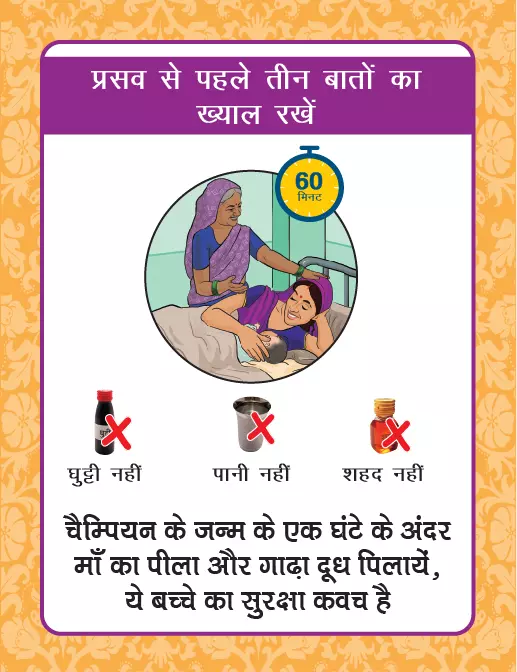 प्रसव से पहले तीन बातों का
ख्याल रखें
60
मिनट
घुट्टी
घुट्टी नहीं
पानी नहीं
शहद नहीं
चैम्पियन के जन्म के एक घंटे के अंदर
माँ का पीला और गाढ़ा दूध पिलायें,
ये बच्चे का सुरक्षा कवच है